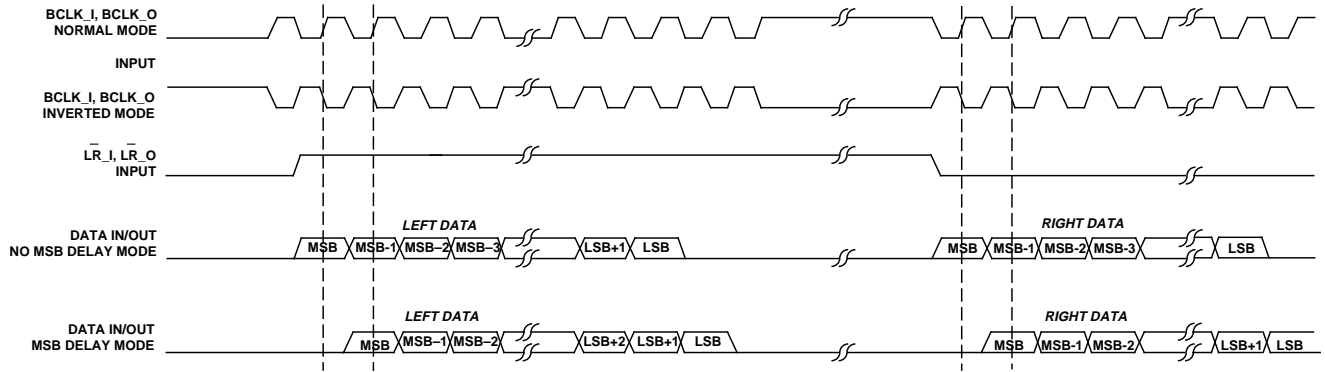 BCLK_I, BCLK_O
NORMAL MODE
INPUT
BCLK_I, BCLK_O
INVERTED MODE
L̅R_I, L̅R_O
INPUT
LEFT DATA
RIGHT DATA
DATA IN/OUT
NO MSB DELAY MODE
MSB MSB-1 MSB–2 MSB–3 LSB+1 LSB MSB MSB-1 MSB-2 MSB-3 LSB
LEFT DATA
RIGHT DATA
DATA IN/OUT
MSB DELAY MODE
MSB MSB–1 MSB–2 LSB+2 LSB+1 LSB MSB MSB-1 MSB-2 LSB+1 LSB